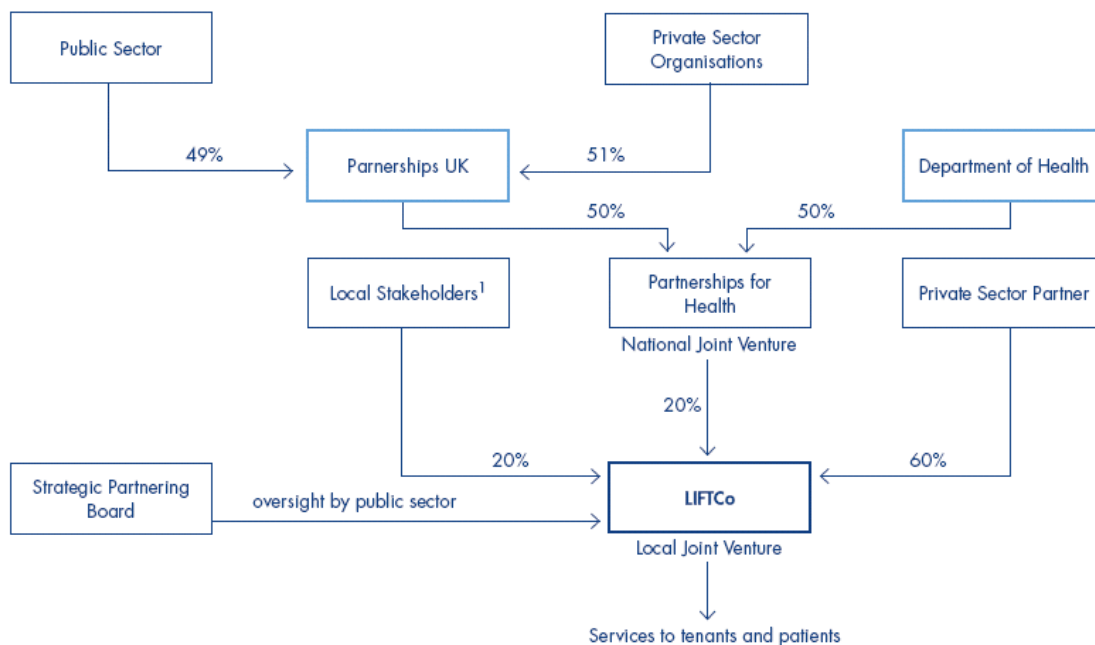 Public Sector
Private Sector
Organisations
49%
Parnerships UK
51%
Department of Health
50%
50%
Local Stakeholders1
Partnerships for
Health
Private Sector Partner
National Joint Venture
20%
20%
60%
Strategic Partnering
Board
oversight by public sector
LIFTCo
Local Joint Venture
Services to tenants and patients